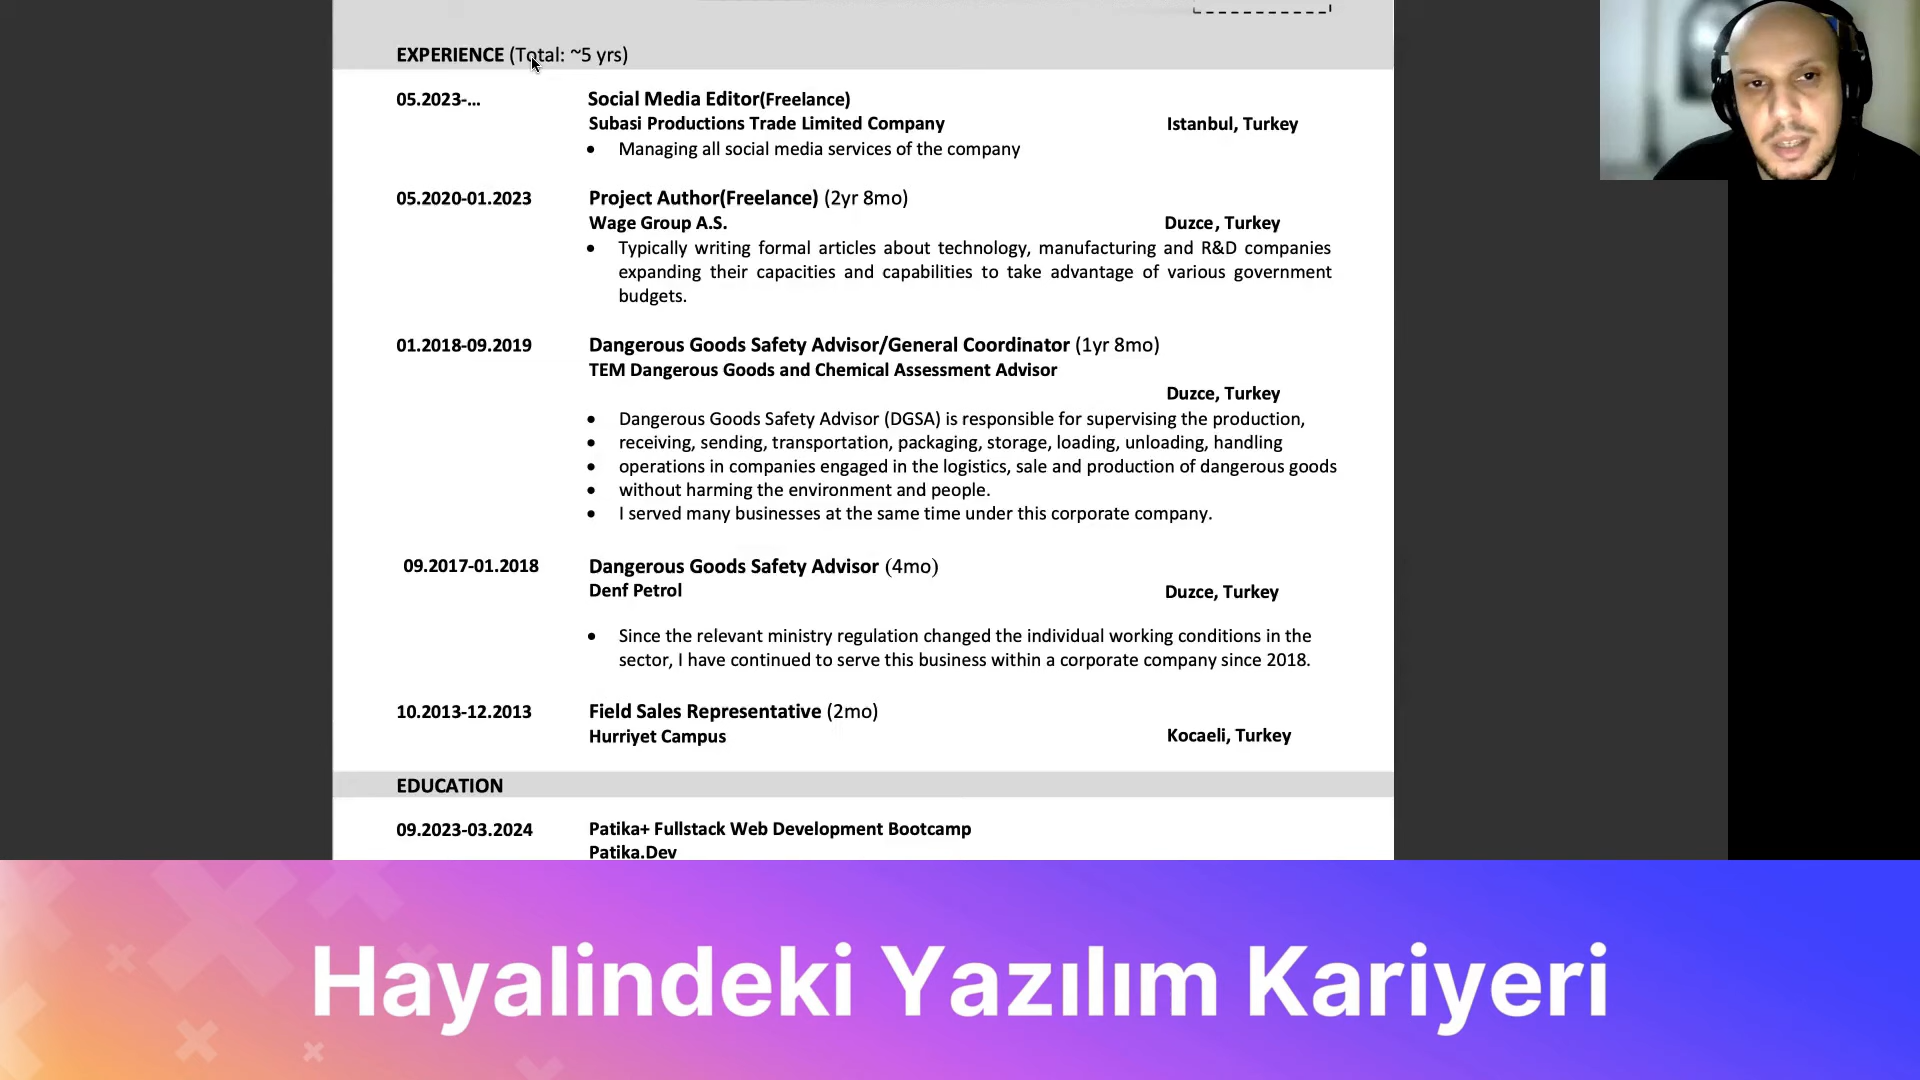 EXPERIENCE (Total: ~5 yrs)
05.2023-... Social Media Editor(Freelance)
Subasi Productions Trade Limited Company Istanbul, Turkey
• Managing all social media services of the company
05.2020-01.2023 Project Author(Freelance) (2yr 8mo)
Wage Group A.S. Duzce, Turkey
• Typically writing formal articles about technology, manufacturing and R&D companies
expanding their capacities and capabilities to take advantage of various government
budgets.
01.2018-09.2019 Dangerous Goods Safety Advisor/General Coordinator (1yr 8mo)
TEM Dangerous Goods and Chemical Assessment Advisor
Duzce, Turkey
• Dangerous Goods Safety Advisor (DGSA) is responsible for supervising the production,
• receiving, sending, transportation, packaging, storage, loading, unloading, handling
• operations in companies engaged in the logistics, sale and production of dangerous goods
• without harming the environment and people.
• I served many businesses at the same time under this corporate company.
09.2017-01.2018 Dangerous Goods Safety Advisor (4mo)
Denf Petrol Duzce, Turkey
• Since the relevant ministry regulation changed the individual working conditions in the
sector, I have continued to serve this business within a corporate company since 2018.
10.2013-12.2013 Field Sales Representative (2mo)
Hurriyet Campus Kocaeli, Turkey
EDUCATION
09.2023-03.2024 Patika+ Fullstack Web Development Bootcamp
Patika.Dev
Hayalindeki Yazılım Kariyeri